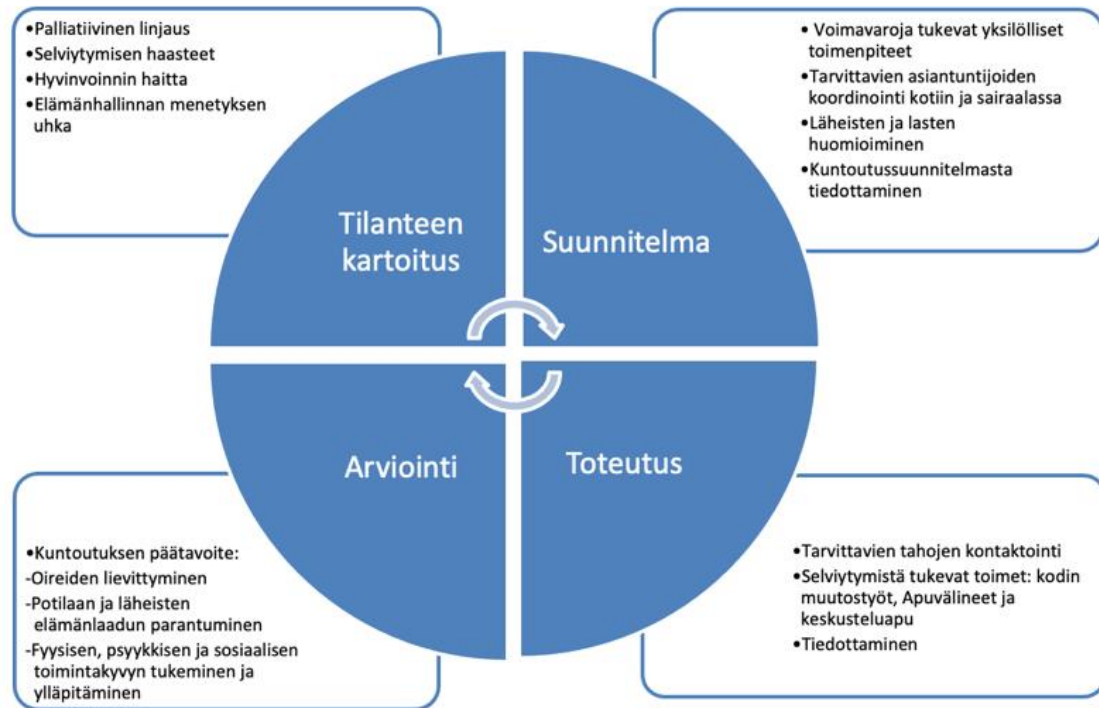 •Palliatiivinen linjaus
•Selviytymisen haasteet
•Hyvinvoinnin haitta
•Elämänhallinnan menetyksen
uhka
• Voimavaroja tukevat yksilölliset
toimenpiteet
•Tarvittavien asiantuntijoiden
koordinointi kotiin ja sairaalassa
•Läheisten ja lasten
huomioiminen
•Kuntoutussuunnitelmasta
tiedottaminen
Tilanteen
kartoitus
Suunnitelma
Arviointi
Toteutus
•Kuntoutuksen päätavoite:
-Oireiden lievittyminen
-Potilaan ja läheisten
elämänlaadun parantuminen
-Fyysisen, psyykkisen ja sosiaalisen
toimintakyvyn tukeminen ja
ylläpitäminen
•Tarvittavien tahojen kontaktointi
•Selviytymistä tukevat toimet: kodin
muutostyöt, Apuvälineet ja
keskusteluapu
•Tiedottaminen